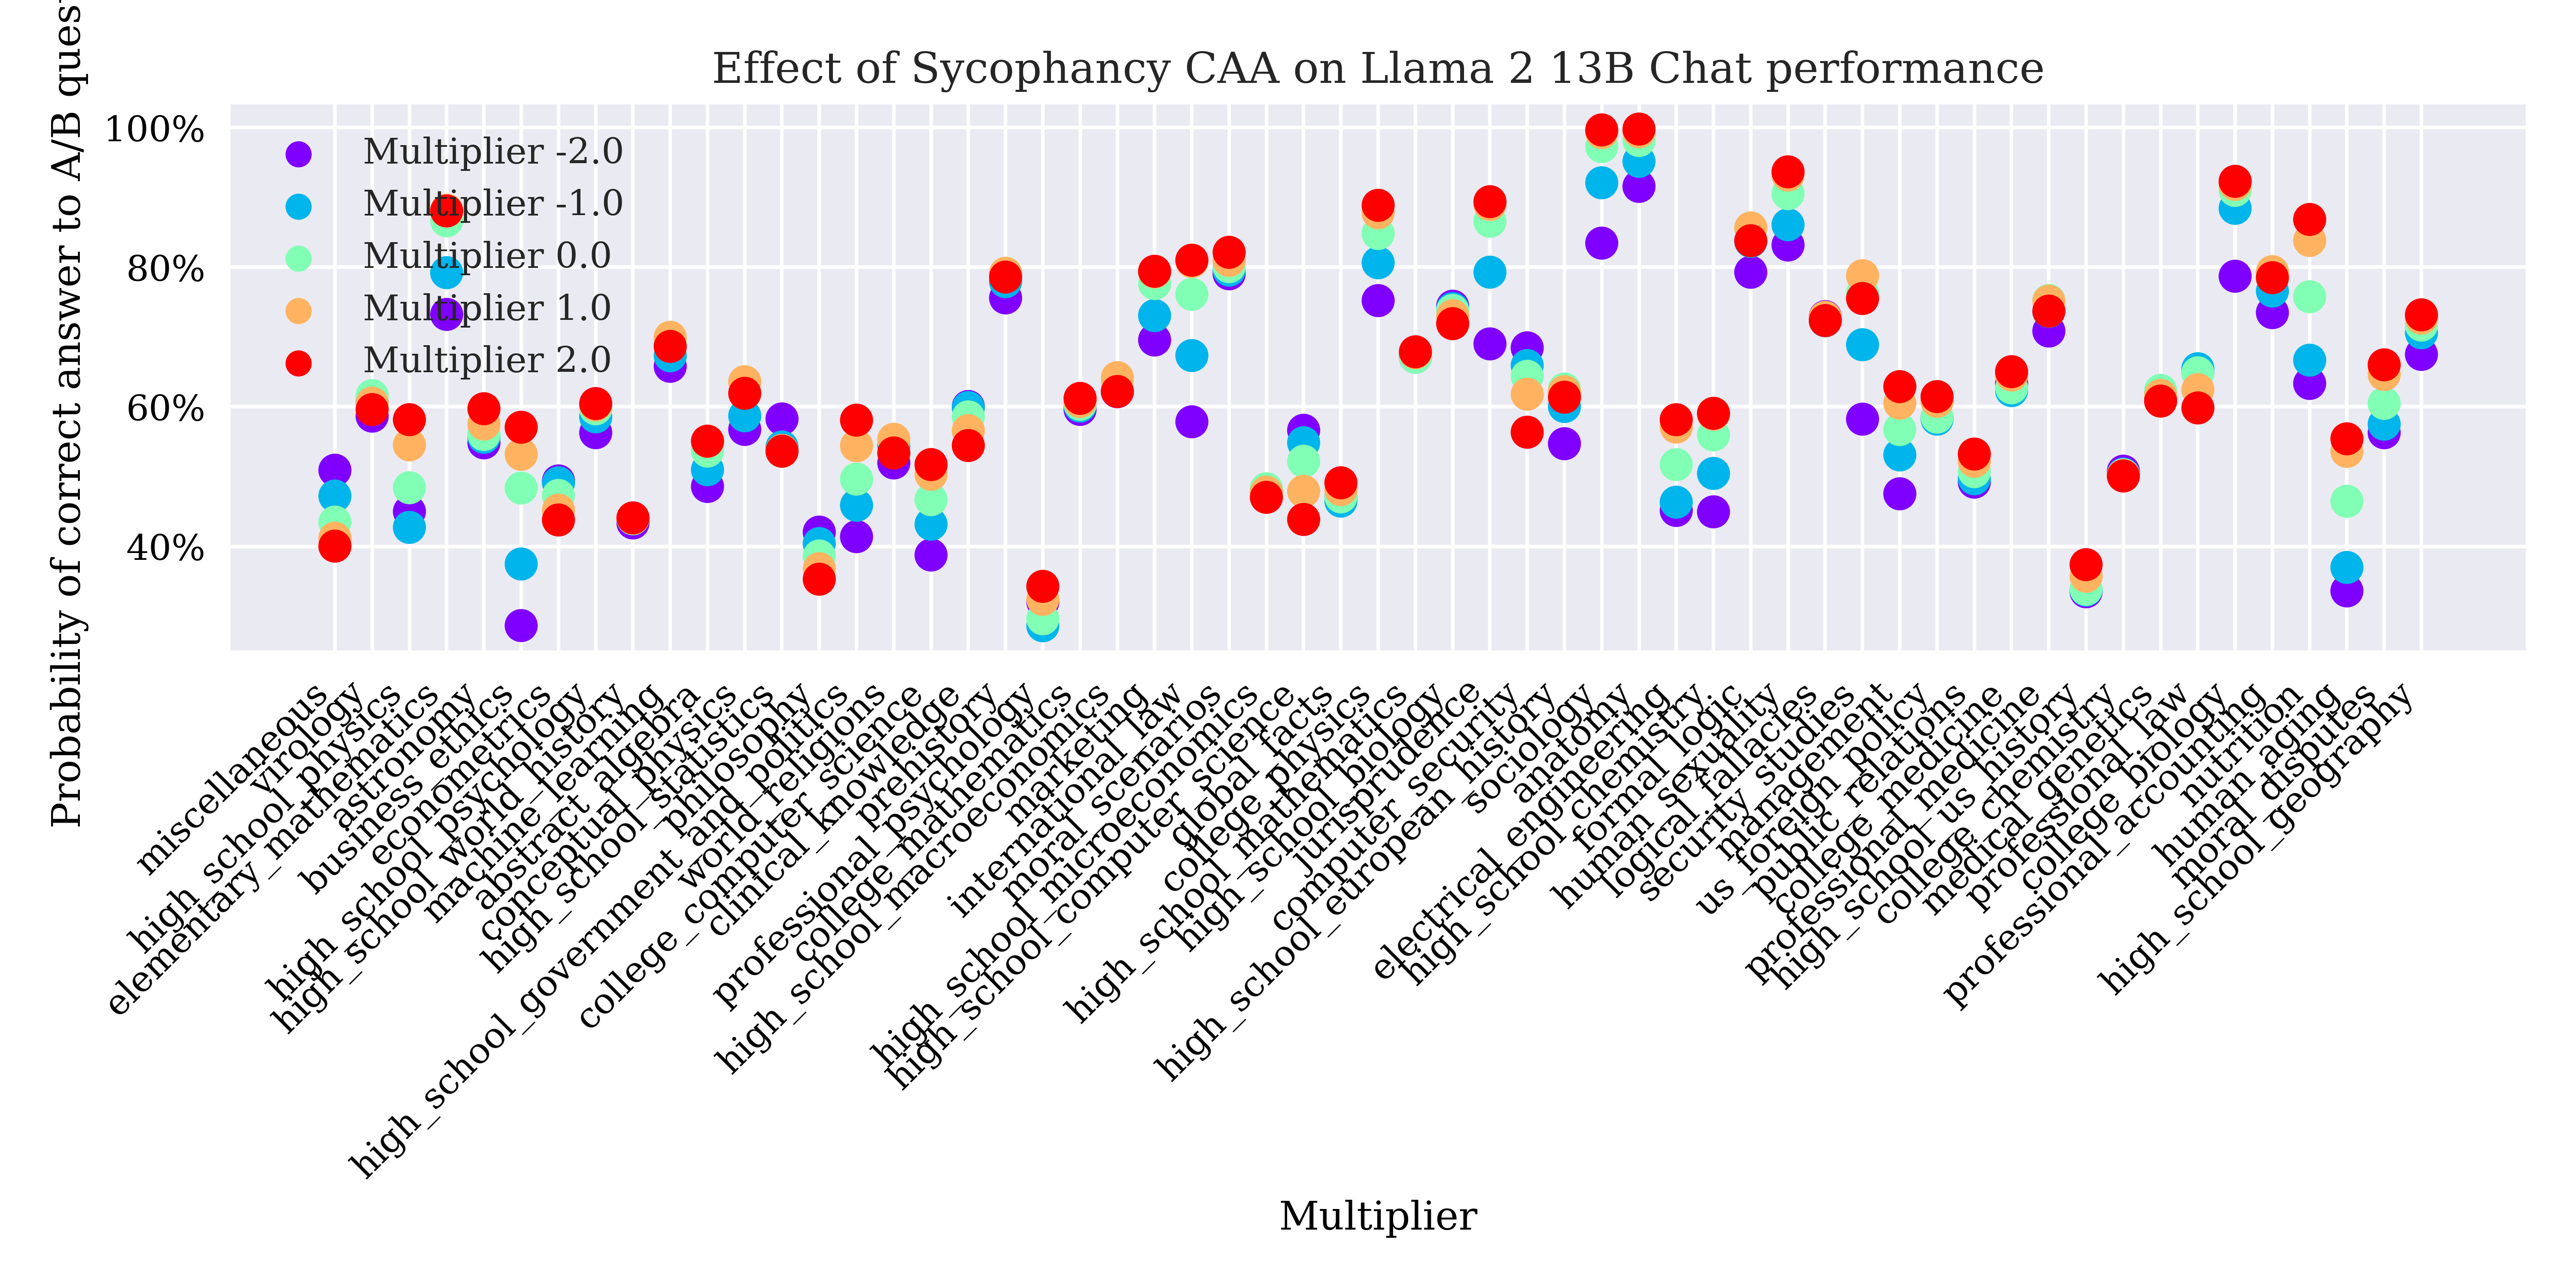 Effect of Sycophancy CAA on Llama 2 13B Chat performance
Probability of correct answer to A/B quest
100%
80%
60%
40%
Multiplier -2.0
Multiplier -1.0
Multiplier 0.0
Multiplier 1.0
Multiplier 2.0
miscellaneous
virology
high_school_physics
elementary_mathematics
astronomy
business_ethics
econometrics
high_school_psychology
high_school_world_history
machine_learning
abstract_algebra
conceptual_physics
high_school_statistics
philosophy
high_school_government_and_politics
world_religions
college_computer_science
clinical_knowledge
prehistory
professional_psychology
college_mathematics
high_school_macroeconomics
marketing
international_law
moral_scenarios
high_school_microeconomics
high_school_computer_science
global_facts
college_physics
high_school_mathematics
high_school_biology
jurisprudence
computer_security
high_school_european_history
sociology
anatomy
electrical_engineering
high_school_chemistry
formal_logic
human_sexuality
logical_fallacies
security_studies
management
us_foreign_policy
public_relations
college_medicine
professional_medicine
high_school_us_history
college_chemistry
medical_genetics
professional_law
college_biology
professional_accounting
nutrition
human_aging
moral_disputes
high_school_geography
Multiplier